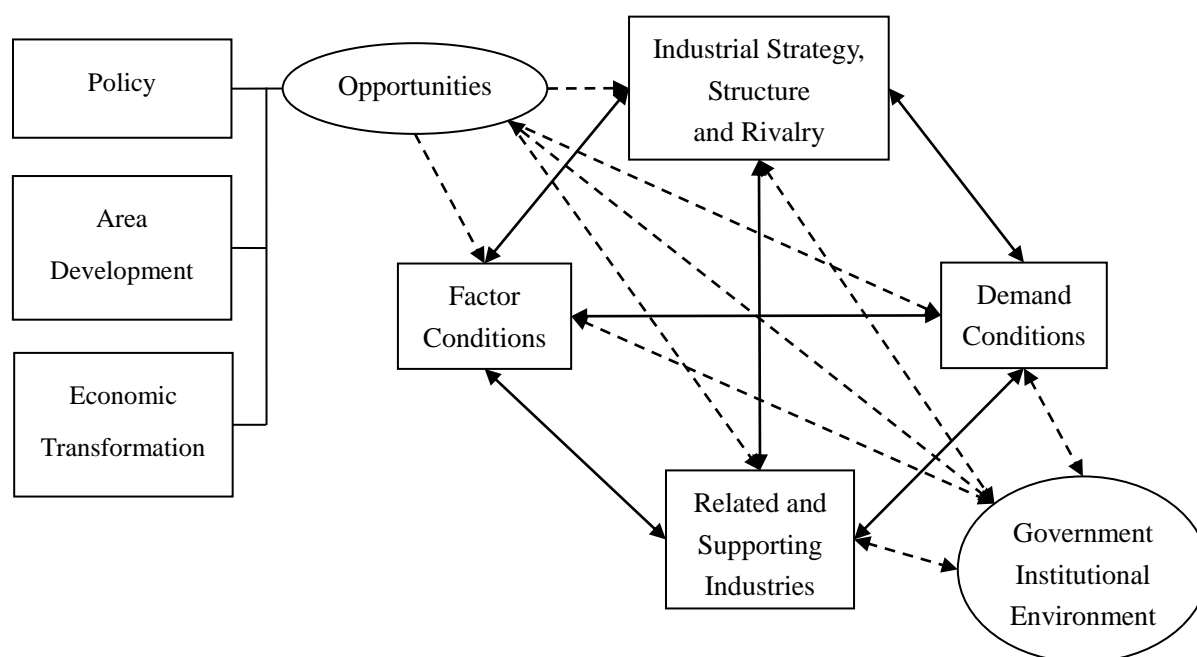 Policy
Opportunities
Industrial Strategy,
Structure
and Rivalry
Area
Development
Factor
Conditions
Demand
Conditions
Economic
Transformation
Related and
Supporting
Industries
Government
Institutional
Environment